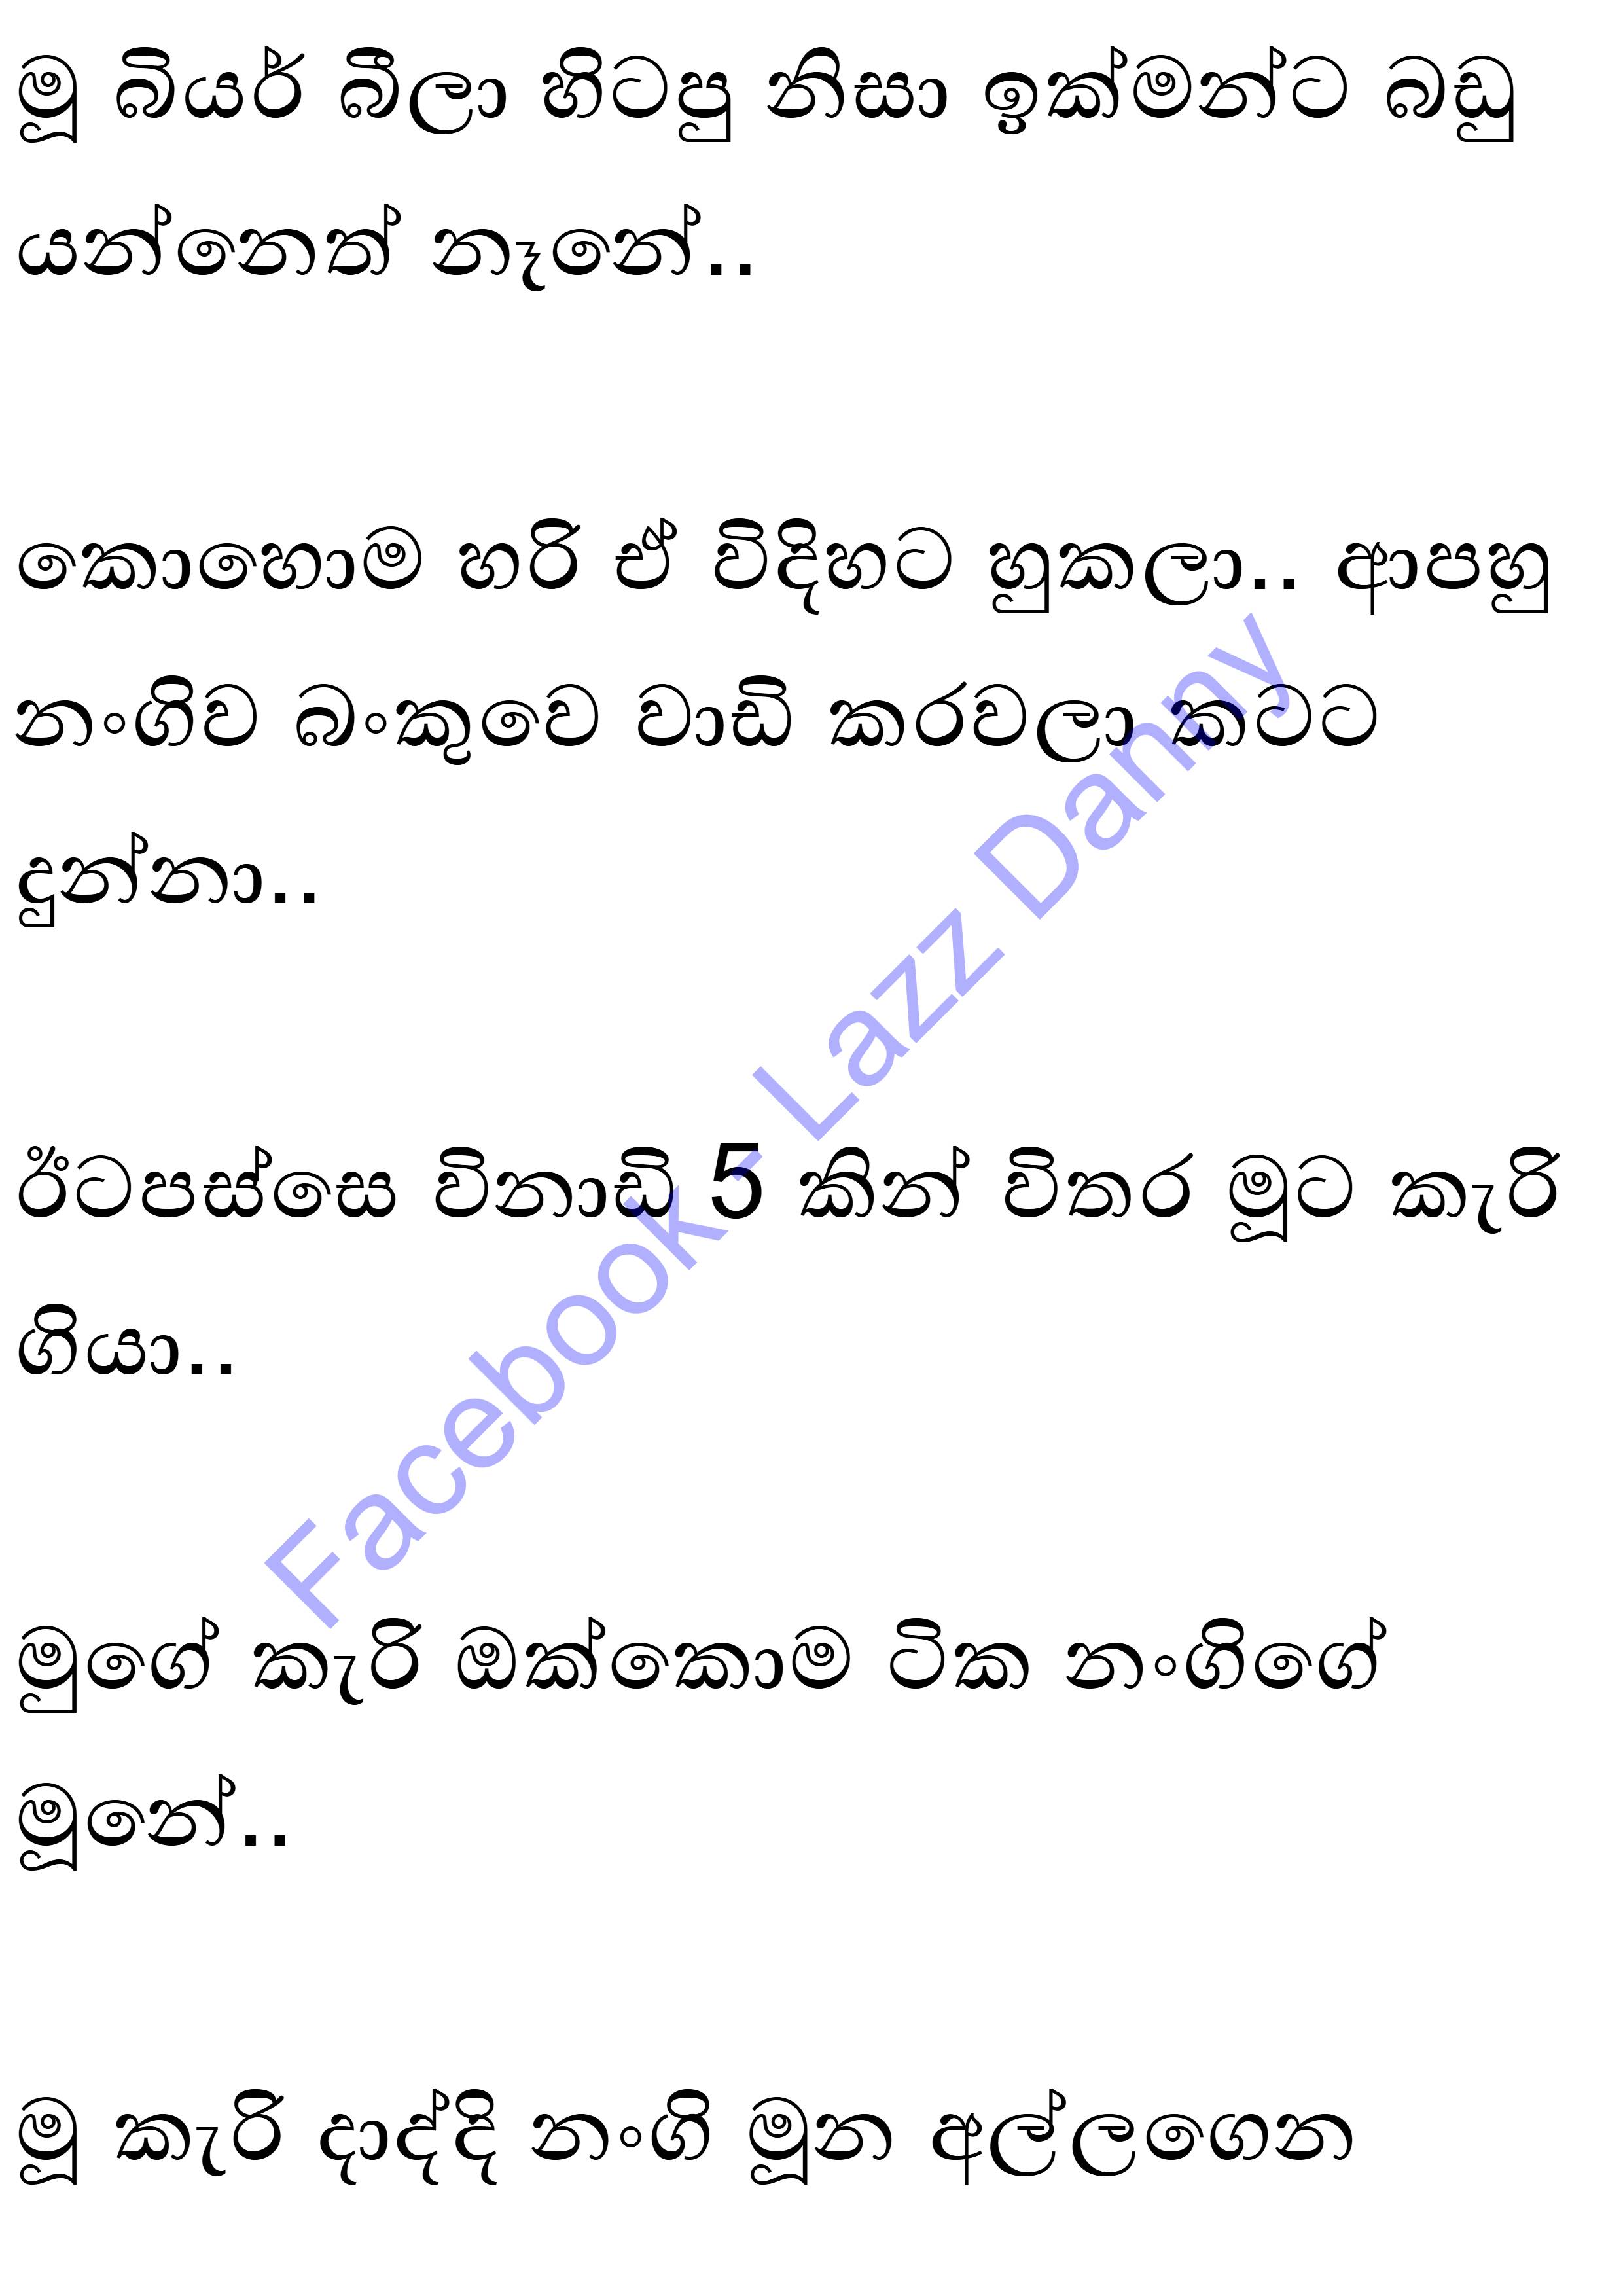 මූ බියර් බීලා හිටපු නිසා ඉක්මන්ට බඩු
යන්නෙත් නෑනේ..
කොහොම හරි ඒ විදිහට හුකලා.. ආපහු
නංගිව බංකුවෙ වාඩි කරවලා කටට
දුන්නා..
ඊටපස්සෙ විනාඩි 5 කින් විතර මූට කැරි
ගියා..
මුගේ කැරි ඔක්කොම ටික නංගිගේ
මූනේ..
මූ කැරි දාද්දි නංගි මූන අල්ලගෙන
Facebook - Lazz Danny